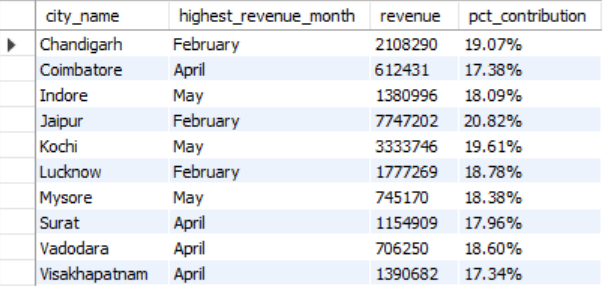 city_name highest_revenue_month revenue pct_contribution
Chandigarh February 2108290 19.07%
Coimbatore April 612431 17.38%
Indore May 1380996 18.09%
Jaipur February 7747202 20.82%
Kochi May 3333746 19.61%
Lucknow February 1777269 18.78%
Mysore May 745170 18.38%
Surat April 1154909 17.96%
Vadodara April 706250 18.60%
Visakhapatnam April 1390682 17.34%